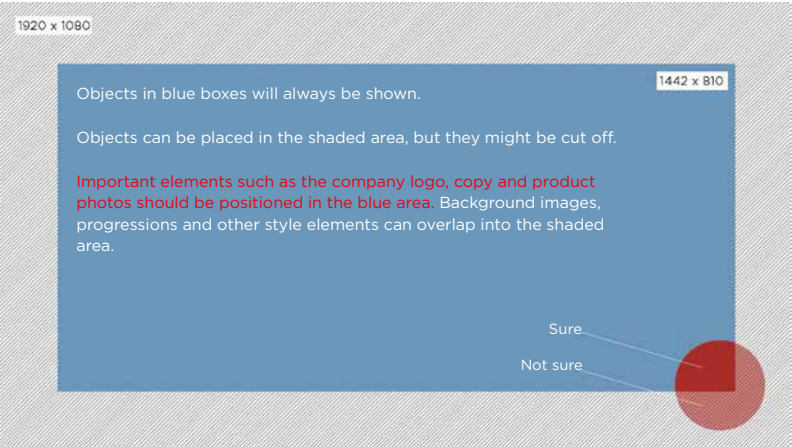 1920 x 1080
1442 x 810
Objects in blue boxes will always be shown.
Objects can be placed in the shaded area, but they might be cut off.
Important elements such as the company logo, copy and product
photos should be positioned in the blue area. Background images,
progressions and other style elements can overlap into the shaded
area.
Sure
Not sure